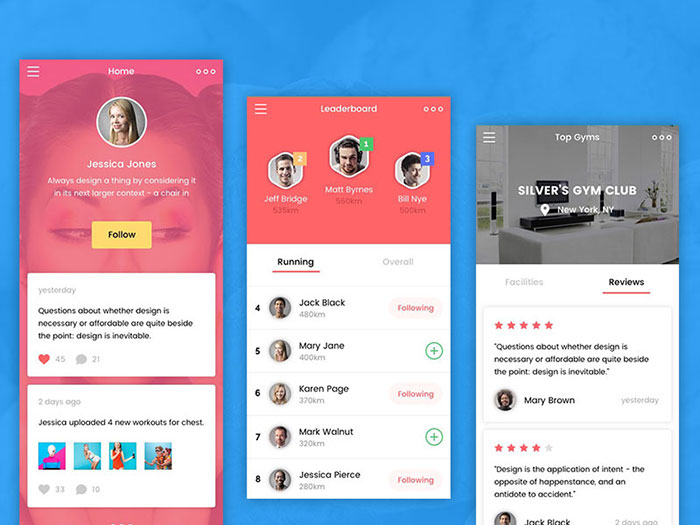 Home
Jessica Jones
Always design a thing by considering it
in its next larger context - a chair in
Follow
yesterday
Questions about whether design is
necessary or affordable are quite beside
the point: design is inevitable.
45 21
2 days ago
Jessica uploaded 4 new workouts for chest.
33 10
Leaderboard
2
1
3
Jeff Bridge
535km
Matt Byrnes
560km
Bill Nye
500km
Running Overall
4 Jack Black
480km
Following
5 Mary Jane
400km
6 Karen Page
370km
Following
7 Mark Walnut
320km
8 Jessica Pierce
280km
Following
Top Gyms
SILVER'S GYM CLUB
New York, NY
Facilities Reviews
"Questions about whether design is
necessary or affordable are quite beside
the point: design is inevitable."
Mary Brown yesterday
"Design is the application of intent - the
opposite of happenstance, and an
antidote to accident."
Jack Black 2 days ago